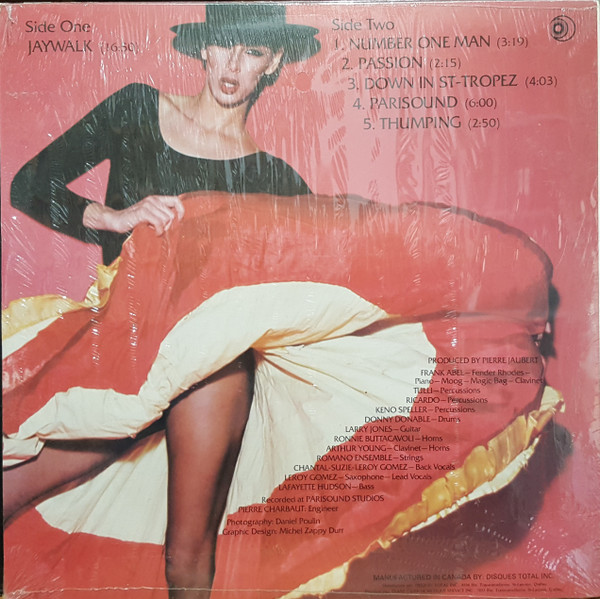 Side One
JAYWALK (16:50)
Side Two
1. NUMBER ONE MAN (3:19)
2. PASSION (2:15)
3. DOWN IN ST-TROPEZ (4:03)
4. PARISOUND (6:00)
5. THUMPING (2:50)
PRODUCED BY PIERRE JAUBERT
FRANK ABEL—Fender Rhodes—
Piano—Moog—Magic Bag—Clavinet
TULLI—Percussions
RICARDO—Percussions
KENO SPELLER—Percussions
DONNY DONABLE—Drums
LARRY JONES—Guitar
RONNIE BUTTACAVOLI—Horns
ARTHUR YOUNG—Clavinet—Horns
ROMANO ENSEMBLE—Strings
CHANTAL-SUZIE-LEROY GOMEZ—Back Vocals
LEROY GOMEZ—Saxophone—Lead Vocals
LAFAYETTE HUDSON—Bass
Recorded at PARISOUND STUDIOS
PIERRE CHARBAUT: Engineer
Photography: Daniel Poulin
Graphic Design: Michel Zappy Durr
MANUFACTURED IN CANADA BY: DISQUES TOTAL INC.